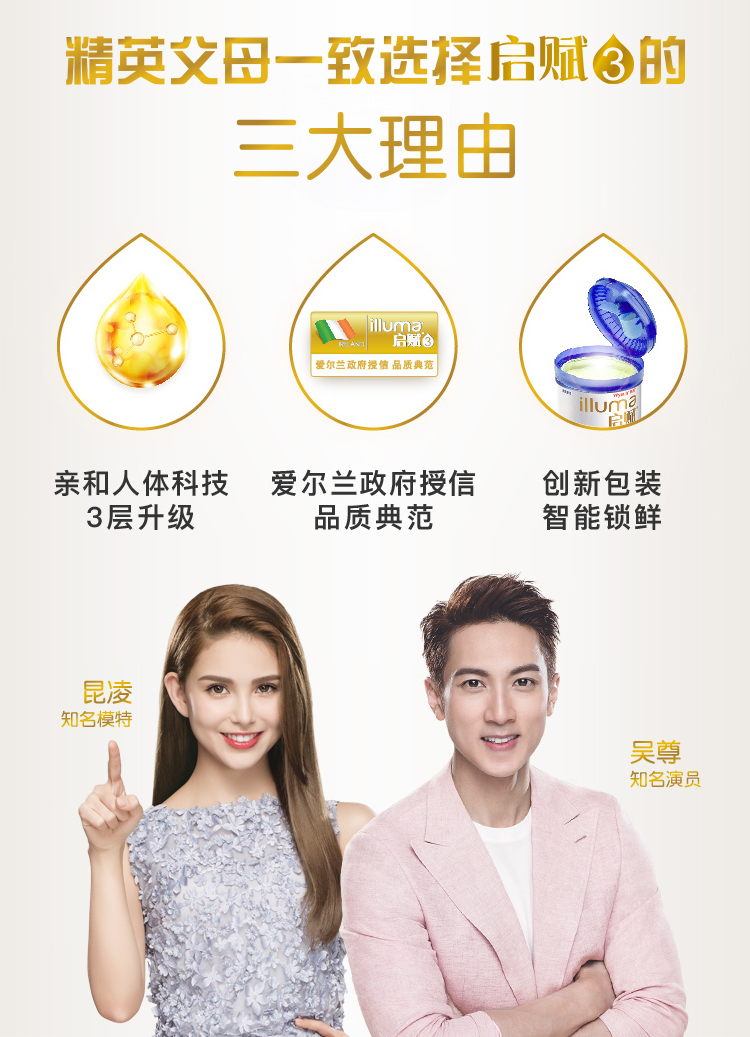 精英父母一致选择启赋3的
三大理由
illuma
启赋3
IRELAND
爱尔兰政府授信 品质典范
illuma
启赋
亲和人体科技
3层升级
爱尔兰政府授信
品质典范
创新包装
智能锁鲜
昆凌
知名模特
吴尊
知名演员